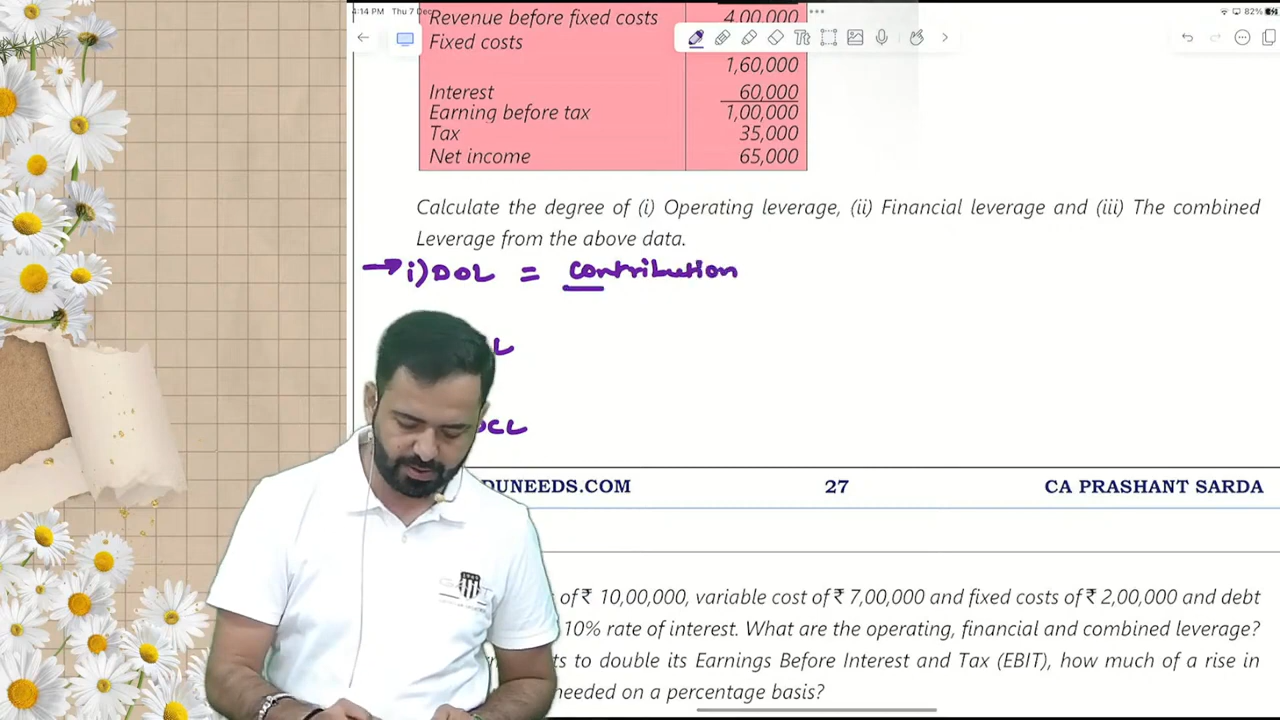 4:14 PM Thu 7 Dec
82%
Revenue before fixed costs 4,00,000
Fixed costs
1,60,000
Interest 60,000
Earning before tax 1,00,000
Tax 35,000
Net income 65,000
Calculate the degree of (i) Operating leverage, (ii) Financial leverage and (iii) The combined
Leverage from the above data.
→ i) DOL = Contribution
L
CL
DUNEEDS.COM 27 CA PRASHANT SARDA
of ₹ 10,00,000, variable cost of ₹ 7,00,000 and fixed costs of ₹ 2,00,000 and debt
10% rate of interest. What are the operating, financial and combined leverage?
ts to double its Earnings Before Interest and Tax (EBIT), how much of a rise in
needed on a percentage basis?